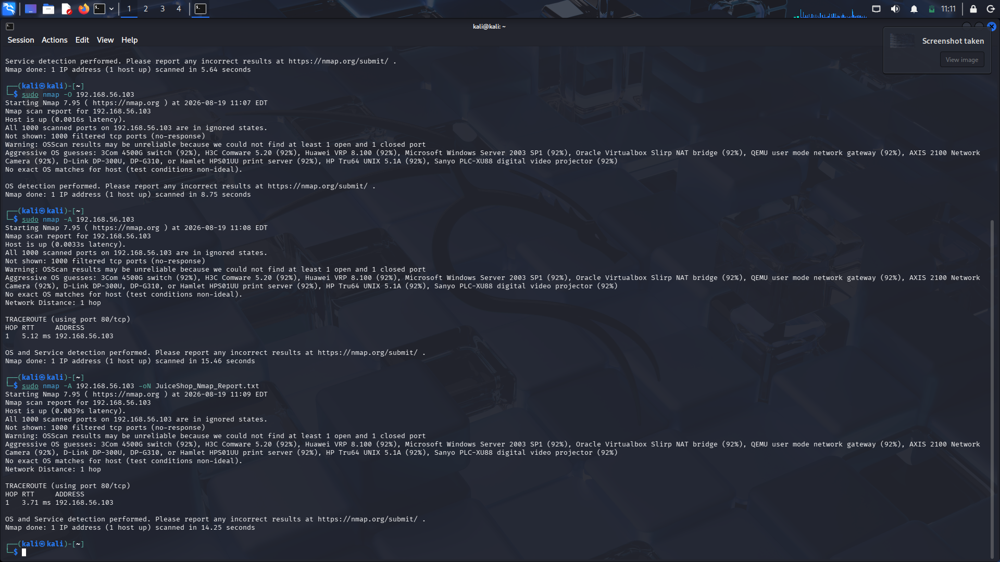 1 2 3 4
11:11
kali@kali: ~
Session Actions Edit View Help
Screenshot taken
View image
Service detection performed. Please report any incorrect results at https://nmap.org/submit/ .
Nmap done: 1 IP address (1 host up) scanned in 5.64 seconds
┌──(kali㉿kali)-[~]
└─$ sudo nmap -O 192.168.56.103
Starting Nmap 7.95 ( https://nmap.org ) at 2026-08-19 11:07 EDT
Nmap scan report for 192.168.56.103
Host is up (0.0016s latency).
All 1000 scanned ports on 192.168.56.103 are in ignored states.
Not shown: 1000 filtered tcp ports (no-response)
Warning: OSScan results may be unreliable because we could not find at least 1 open and 1 closed port
Aggressive OS guesses: 3Com 4500G switch (92%), H3C Comware 5.20 (92%), Huawei VRP 8.100 (92%), Microsoft Windows Server 2003 SP1 (92%), Oracle Virtualbox Slirp NAT bridge (92%), QEMU user mode network gateway (92%), AXIS 2100 Network
Camera (92%), D-Link DP-300U, DP-G310, or Hamlet HPS01UU print server (92%), HP Tru64 UNIX 5.1A (92%), Sanyo PLC-XU88 digital video projector (92%)
No exact OS matches for host (test conditions non-ideal).
OS detection performed. Please report any incorrect results at https://nmap.org/submit/ .
Nmap done: 1 IP address (1 host up) scanned in 8.75 seconds
┌──(kali㉿kali)-[~]
└─$ sudo nmap -A 192.168.56.103
Starting Nmap 7.95 ( https://nmap.org ) at 2026-08-19 11:08 EDT
Nmap scan report for 192.168.56.103
Host is up (0.0033s latency).
All 1000 scanned ports on 192.168.56.103 are in ignored states.
Not shown: 1000 filtered tcp ports (no-response)
Warning: OSScan results may be unreliable because we could not find at least 1 open and 1 closed port
Aggressive OS guesses: 3Com 4500G switch (92%), H3C Comware 5.20 (92%), Huawei VRP 8.100 (92%), Microsoft Windows Server 2003 SP1 (92%), Oracle Virtualbox Slirp NAT bridge (92%), QEMU user mode network gateway (92%), AXIS 2100 Network
Camera (92%), D-Link DP-300U, DP-G310, or Hamlet HPS01UU print server (92%), HP Tru64 UNIX 5.1A (92%), Sanyo PLC-XU88 digital video projector (92%)
No exact OS matches for host (test conditions non-ideal).
Network Distance: 1 hop
TRACEROUTE (using port 80/tcp)
HOP RTT     ADDRESS
1   5.12 ms 192.168.56.103
OS and Service detection performed. Please report any incorrect results at https://nmap.org/submit/ .
Nmap done: 1 IP address (1 host up) scanned in 15.46 seconds
┌──(kali㉿kali)-[~]
└─$ sudo nmap -A 192.168.56.103 -oN JuiceShop_Nmap_Report.txt
Starting Nmap 7.95 ( https://nmap.org ) at 2026-08-19 11:09 EDT
Nmap scan report for 192.168.56.103
Host is up (0.0039s latency).
All 1000 scanned ports on 192.168.56.103 are in ignored states.
Not shown: 1000 filtered tcp ports (no-response)
Warning: OSScan results may be unreliable because we could not find at least 1 open and 1 closed port
Aggressive OS guesses: 3Com 4500G switch (92%), H3C Comware 5.20 (92%), Huawei VRP 8.100 (92%), Microsoft Windows Server 2003 SP1 (92%), Oracle Virtualbox Slirp NAT bridge (92%), QEMU user mode network gateway (92%), AXIS 2100 Network
Camera (92%), D-Link DP-300U, DP-G310, or Hamlet HPS01UU print server (92%), HP Tru64 UNIX 5.1A (92%), Sanyo PLC-XU88 digital video projector (92%)
No exact OS matches for host (test conditions non-ideal).
Network Distance: 1 hop
TRACEROUTE (using port 80/tcp)
HOP RTT     ADDRESS
1   3.71 ms 192.168.56.103
OS and Service detection performed. Please report any incorrect results at https://nmap.org/submit/ .
Nmap done: 1 IP address (1 host up) scanned in 14.25 seconds
┌──(kali㉿kali)-[~]
└─$